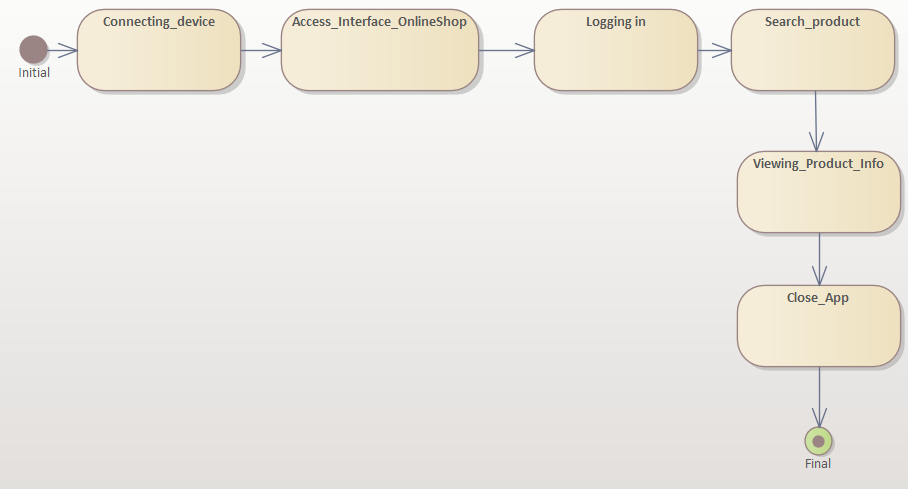 Connecting_device
Access_Interface_OnlineShop
Logging in
Search_product
Initial
Viewing_Product_Info
Close_App
Final